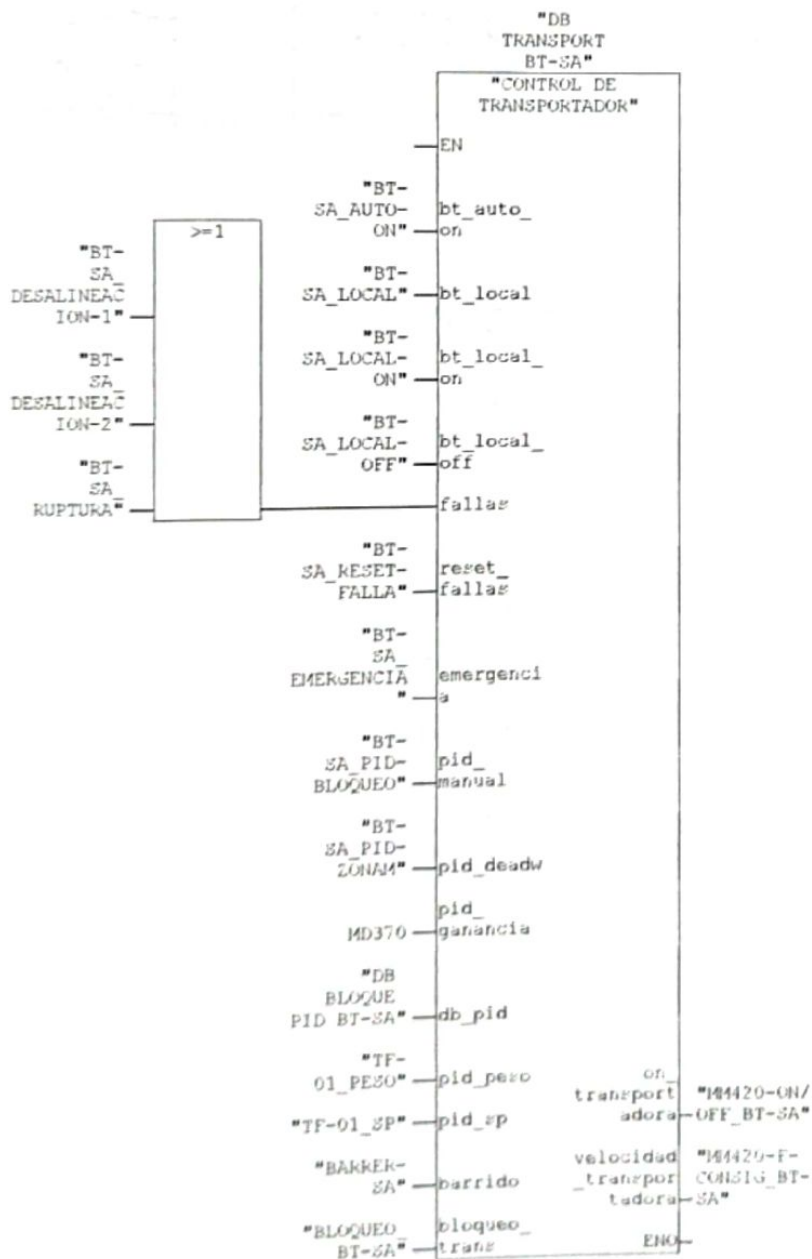 "DB
TRANSPORT
BT-SA"
"CONTROL DE
TRANSPORTADOR"
EN
"BT-
SA_AUTO-
ON"
bt_auto_
on
>=1
"BT-
SA_
DESALINEAC
ION-1"
"BT-
SA_LOCAL"
bt_local
"BT-
SA_LOCAL-
ON"
bt_local_
on
"BT-
SA_
DESALINEAC
ION-2"
"BT-
SA_LOCAL-
OFF"
bt_local_
off
"BT-
SA_
RUPTURA"
fallas
"BT-
SA_RESET-
FALLA"
reset_
fallas
"BT-
SA_
EMERGENCIA
"
emergenci
a
"BT-
SA_PID-
BLOQUEO"
pid_
manual
"BT-
SA_PID-
ZONAM"
pid_deadw
MD370
pid_
ganancia
"DB
BLOQUE
PID BT-SA"
db_pid
"TF-
01_PESO"
pid_peso
on_
transport
adora
"MM420-ON/
OFF_BT-SA"
"TF-01_SP"
pid_sp
velocidad
_transpor
tadora
"MM420-F-
CONSIG_BT-
SA"
"BARRER-
SA"
barrido
"BLOQUEO_
BT-SA"
bloqueo_
trans
ENO